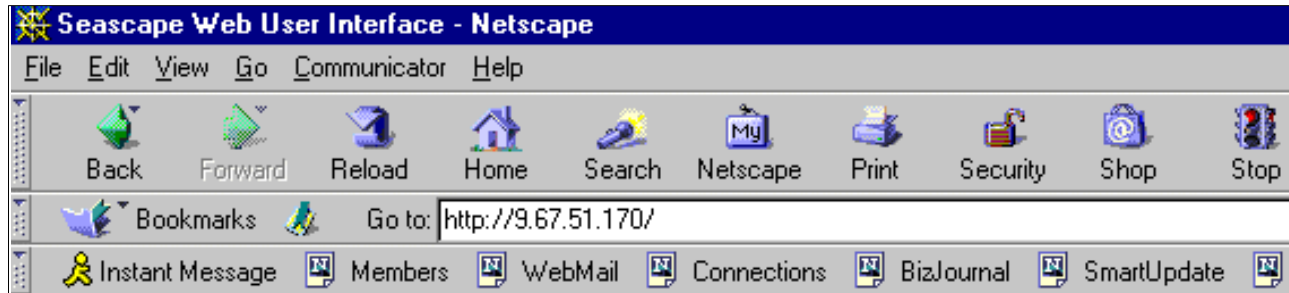 Seascape Web User Interface - Netscape
File Edit View Go Communicator Help
My
Back Forward Reload Home Search Netscape Print Security Shop Stop
Bookmarks Go to: http://9.67.51.170/
Instant Message N Members N WebMail N Connections N BizJournal N SmartUpdate N